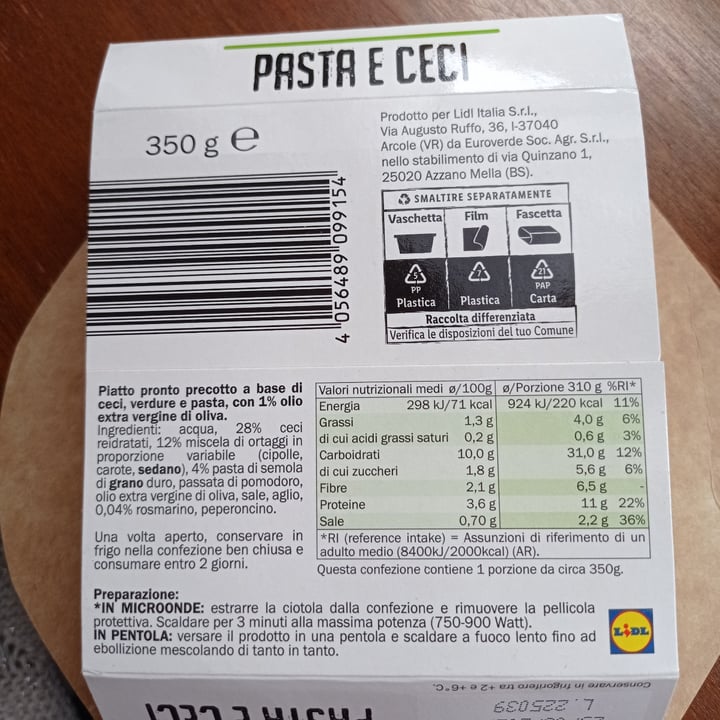 PASTA E CECI
350 g e
4 056489 099154
Prodotto per Lidl Italia S.r.l.,
Via Augusto Ruffo, 36, I-37040
Arcole (VR) da Euroverde Soc. Agr. S.r.l.,
nello stabilimento di via Quinzano 1,
25020 Azzano Mella (BS).
SMALTIRE SEPARATAMENTE
Vaschetta Film Fascetta
5 7 21
PP PAP
Plastica Plastica Carta
Raccolta differenziata
Verifica le disposizioni del tuo Comune
Piatto pronto precotto a base di
ceci, verdure e pasta, con 1% olio
extra vergine di oliva.
Ingredienti: acqua, 28% ceci
reidratati, 12% miscela di ortaggi in
proporzione variabile (cipolle,
carote, sedano), 4% pasta di semola
di grano duro, passata di pomodoro,
olio extra vergine di oliva, sale, aglio,
0,04% rosmarino, peperoncino.
Una volta aperto, conservare in
frigo nella confezione ben chiusa e
consumare entro 2 giorni.
Valori nutrizionali medi ø/100g ø/Porzione 310 g %RI*
Energia 298 kJ/71 kcal 924 kJ/220 kcal 11%
Grassi 1,3 g 4,0 g 6%
di cui acidi grassi saturi 0,2 g 0,6 g 3%
Carboidrati 10,0 g 31,0 g 12%
di cui zuccheri 1,8 g 5,6 g 6%
Fibre 2,1 g 6,5 g -
Proteine 3,6 g 11 g 22%
Sale 0,70 g 2,2 g 36%
*RI (reference intake) = Assunzioni di riferimento di un
adulto medio (8400kJ/2000kcal) (AR).
Questa confezione contiene 1 porzione da circa 350g.
Preparazione:
*IN MICROONDE: estrarre la ciotola dalla confezione e rimuovere la pellicola
protettiva. Scaldare per 3 minuti alla massima potenza (750-900 Watt).
IN PENTOLA: versare il prodotto in una pentola e scaldare a fuoco lento fino ad
ebollizione mescolando di tanto in tanto.
LIDL
Conservare in frigorifero tra +2 e +6°C.
L. 225039
PASTA E CECI